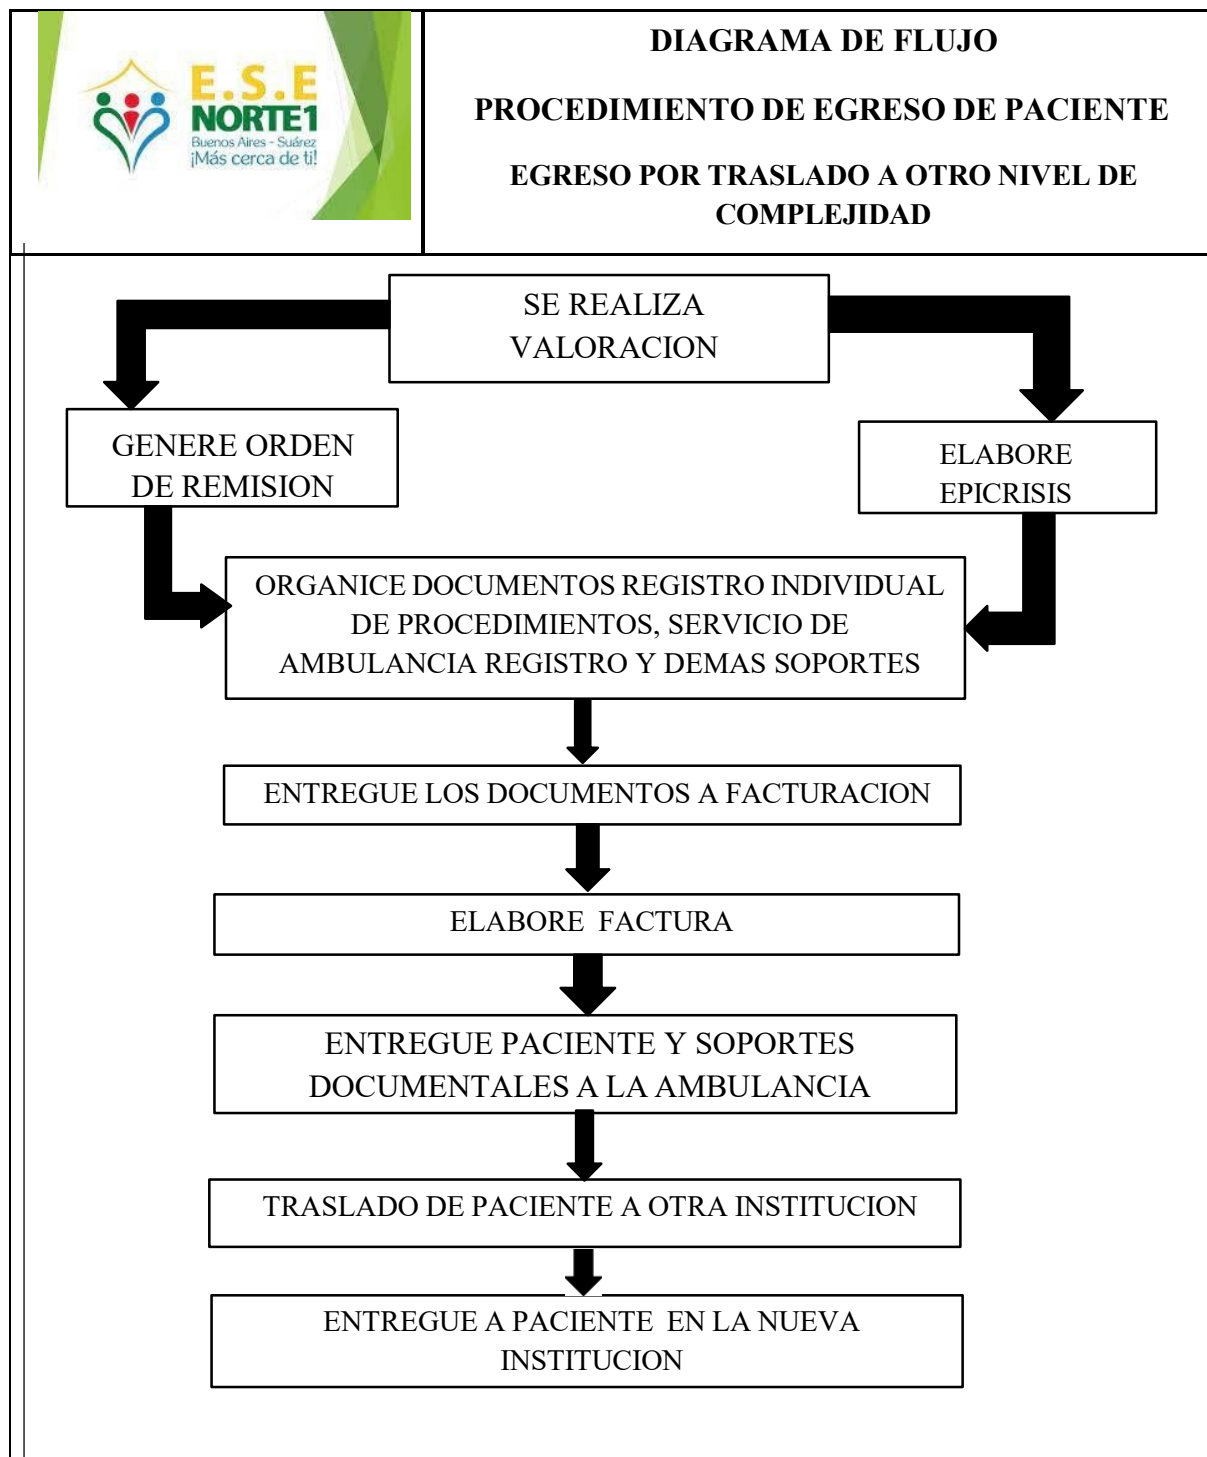 E.S.E
NORTE1
Buenos Aires - Suárez
¡Más cerca de ti!
DIAGRAMA DE FLUJO
PROCEDIMIENTO DE EGRESO DE PACIENTE
EGRESO POR TRASLADO A OTRO NIVEL DE
COMPLEJIDAD
SE REALIZA
VALORACION
GENERE ORDEN
DE REMISION
ELABORE
EPICRISIS
ORGANICE DOCUMENTOS REGISTRO INDIVIDUAL
DE PROCEDIMIENTOS, SERVICIO DE
AMBULANCIA REGISTRO Y DEMAS SOPORTES
ENTREGUE LOS DOCUMENTOS A FACTURACION
ELABORE FACTURA
ENTREGUE PACIENTE Y SOPORTES
DOCUMENTALES A LA AMBULANCIA
TRASLADO DE PACIENTE A OTRA INSTITUCION
ENTREGUE A PACIENTE EN LA NUEVA
INSTITUCION